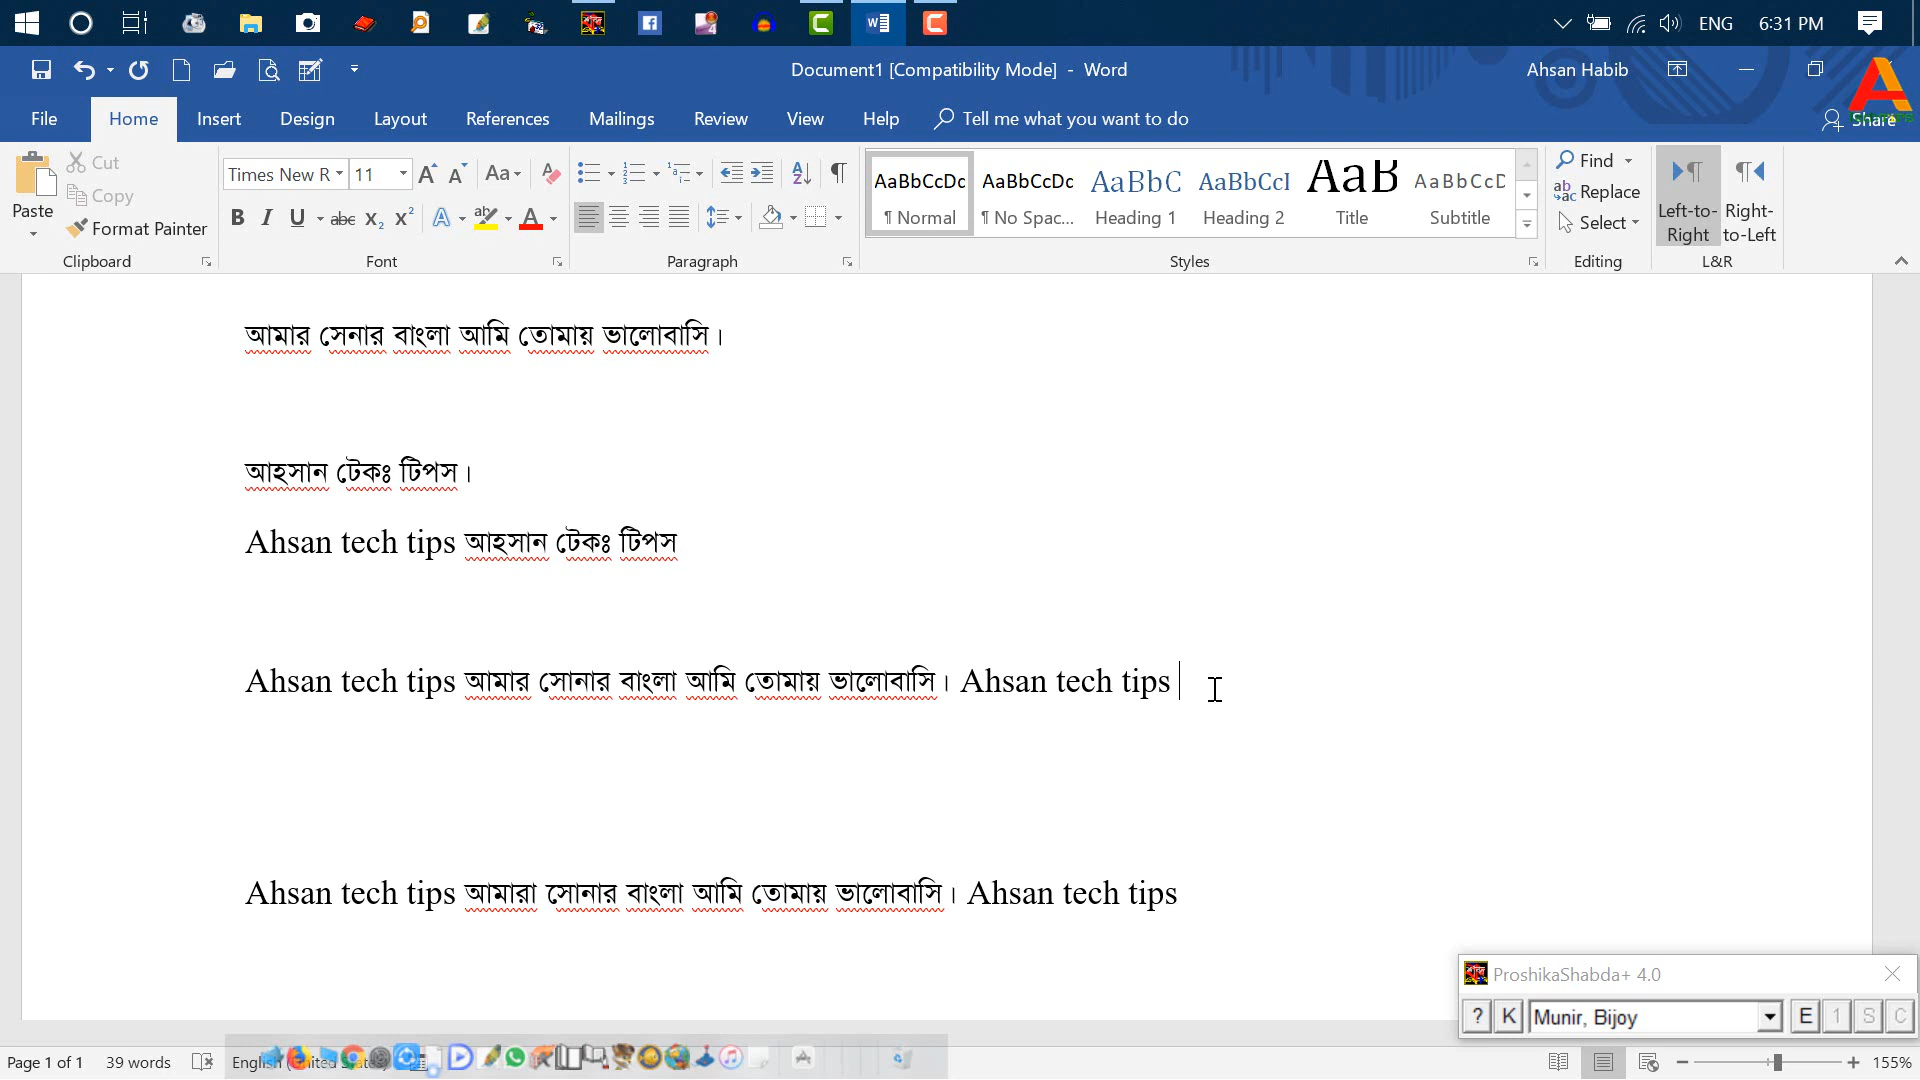 ENG 6:31 PM
Document1 [Compatibility Mode] - Word Ahsan Habib
File Home Insert Design Layout References Mailings Review View Help Tell me what you want to do Share
Cut
Copy
Format Painter
Paste
Clipboard
Times New R 11
Font
Paragraph
AaBbCcDc AaBbCcDc AaBbC AaBbCcI AaB AaBbCcD
¶ Normal ¶ No Spac... Heading 1 Heading 2 Title Subtitle
Styles
Find
Replace
Select
Editing
Left-to-Right Right-to-Left
L&R
আমার সেনার বাংলা আমি তোমায় ভালোবাসি।
আহসান টেকঃ টিপস।
Ahsan tech tips আহসান টেকঃ টিপস
Ahsan tech tips আমার সোনার বাংলা আমি তোমায় ভালোবাসি। Ahsan tech tips
Ahsan tech tips আমারা সোনার বাংলা আমি তোমায় ভালোবাসি। Ahsan tech tips
ProshikaShabda+ 4.0
? K Munir, Bijoy E 1 S C
Page 1 of 1 39 words English (United States) 155%